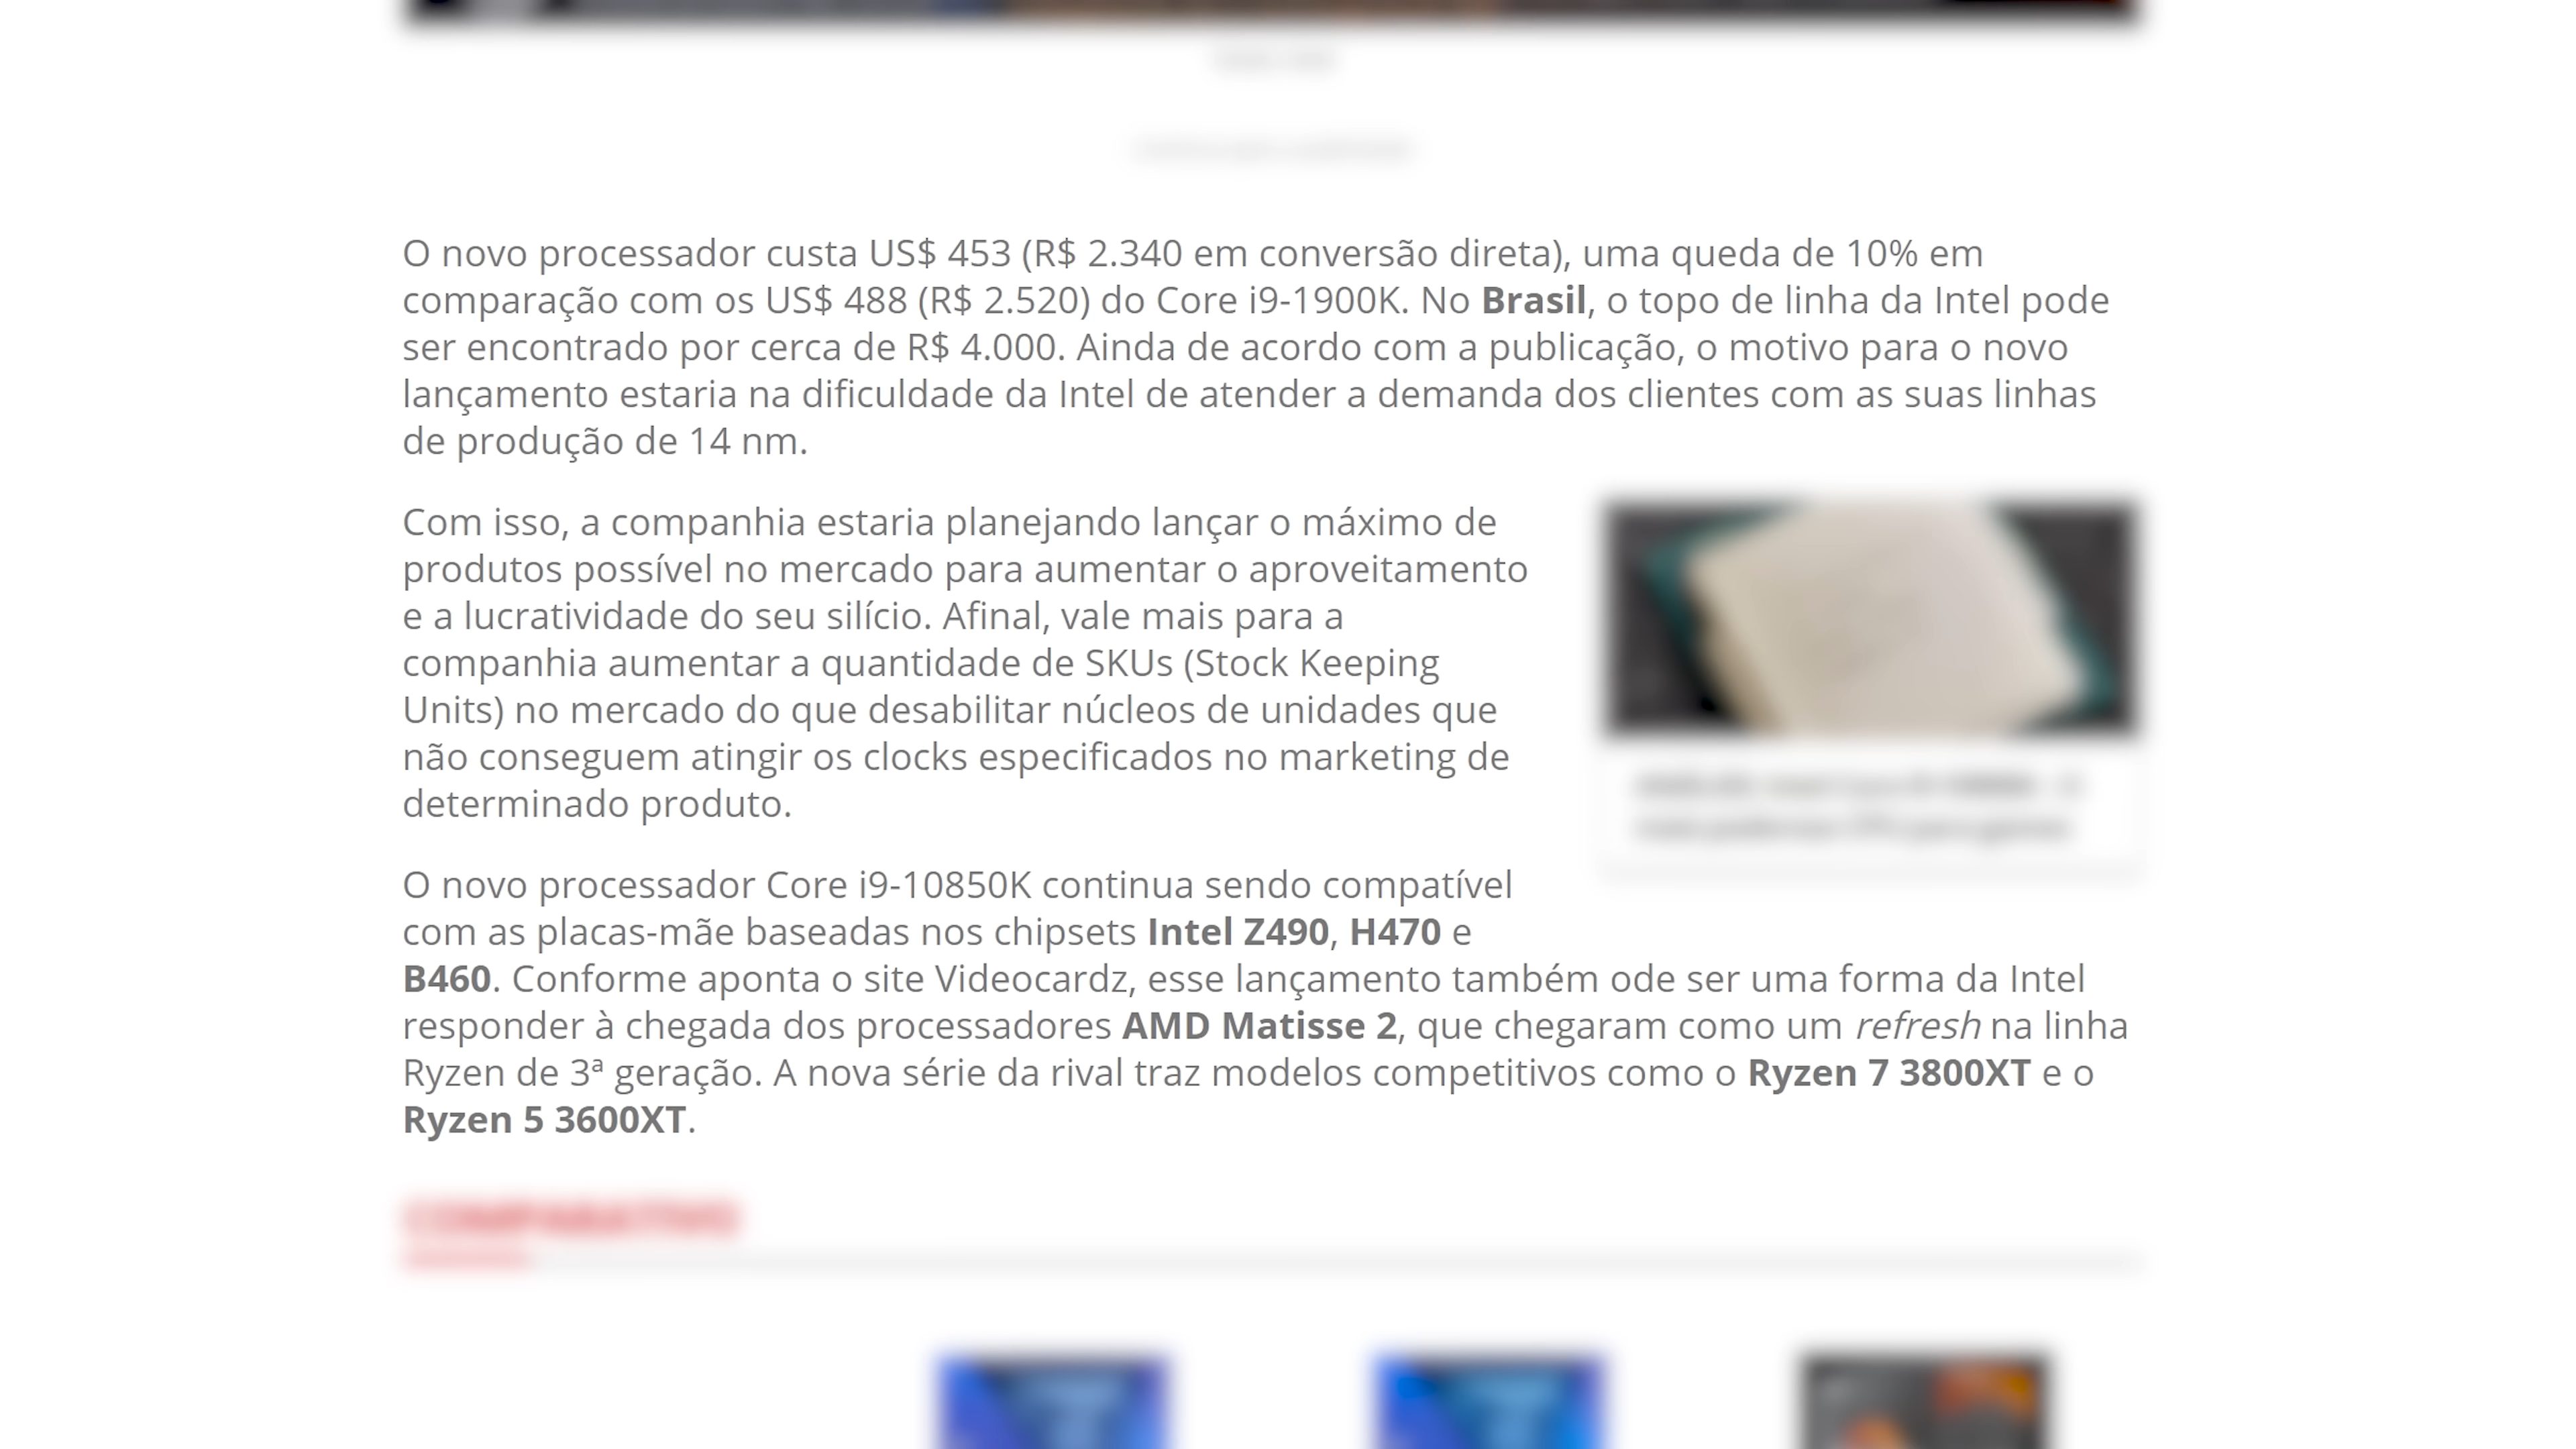 O novo processador custa US$ 453 (R$ 2.340 em conversão direta), uma queda de 10% em
comparação com os US$ 488 (R$ 2.520) do Core i9-1900K. No Brasil, o topo de linha da Intel pode
ser encontrado por cerca de R$ 4.000. Ainda de acordo com a publicação, o motivo para o novo
lançamento estaria na dificuldade da Intel de atender a demanda dos clientes com as suas linhas
de produção de 14 nm.
Com isso, a companhia estaria planejando lançar o máximo de
produtos possível no mercado para aumentar o aproveitamento
e a lucratividade do seu silício. Afinal, vale mais para a
companhia aumentar a quantidade de SKUs (Stock Keeping
Units) no mercado do que desabilitar núcleos de unidades que
não conseguem atingir os clocks especificados no marketing de
determinado produto.
O novo processador Core i9-10850K continua sendo compatível
com as placas-mãe baseadas nos chipsets Intel Z490, H470 e
B460. Conforme aponta o site Videocardz, esse lançamento também ode ser uma forma da Intel
responder à chegada dos processadores AMD Matisse 2, que chegaram como um refresh na linha
Ryzen de 3ª geração. A nova série da rival traz modelos competitivos como o Ryzen 7 3800XT e o
Ryzen 5 3600XT.
COMPARATIVO